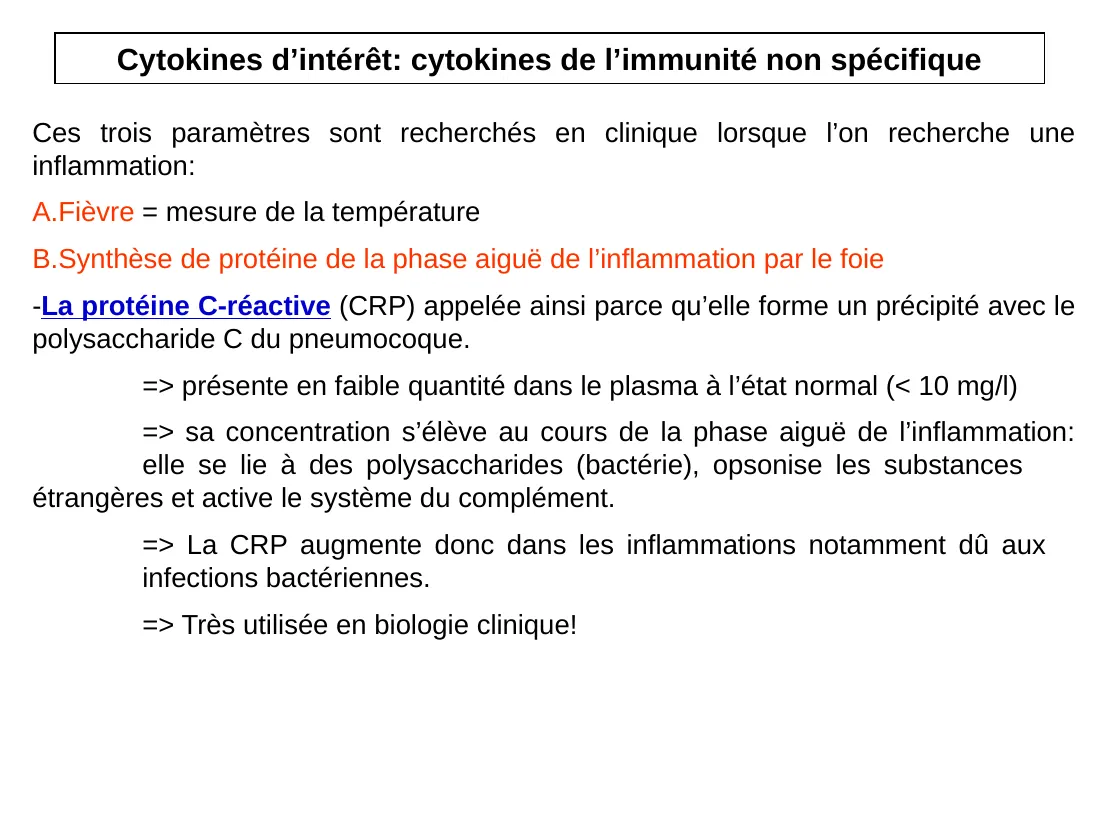 Cytokines d’intérêt: cytokines de l’immunité non spécifique
Ces trois paramètres sont recherchés en clinique lorsque l’on recherche une
inflammation:
A.Fièvre = mesure de la température
B.Synthèse de protéine de la phase aiguë de l’inflammation par le foie
-La protéine C-réactive (CRP) appelée ainsi parce qu’elle forme un précipité avec le
polysaccharide C du pneumocoque.
=> présente en faible quantité dans le plasma à l’état normal (< 10 mg/l)
=> sa concentration s’élève au cours de la phase aiguë de l’inflammation:
elle se lie à des polysaccharides (bactérie), opsonise les substances
étrangères et active le système du complément.
=> La CRP augmente donc dans les inflammations notamment dû aux
infections bactériennes.
=> Très utilisée en biologie clinique!